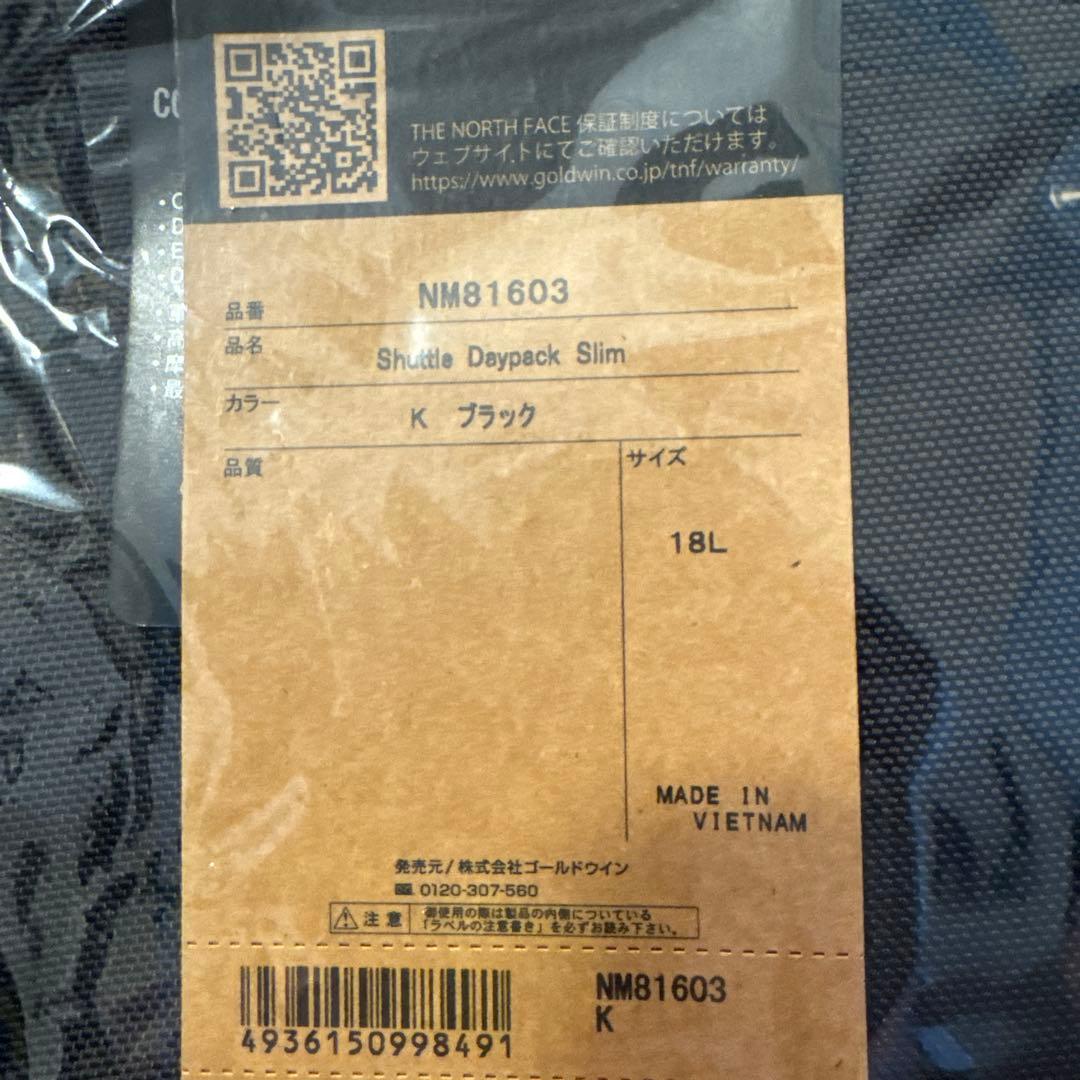 THE NORTH FACE 保証制度については
ウェブサイトにてご確認いただけます。
https://www.goldwin.co.jp/tnf/warranty/
品番 NM81603
品名 Shuttle Daypack Slim
カラー K ブラック
品質
サイズ
18L
MADE IN
VIETNAM
発売元/株式会社ゴールドウイン
0120-307-560
注意 御使用の際は製品の内側についている
「ラベルの注意書き」を必ずお読み下さい。
4936150998491
NM81603
K